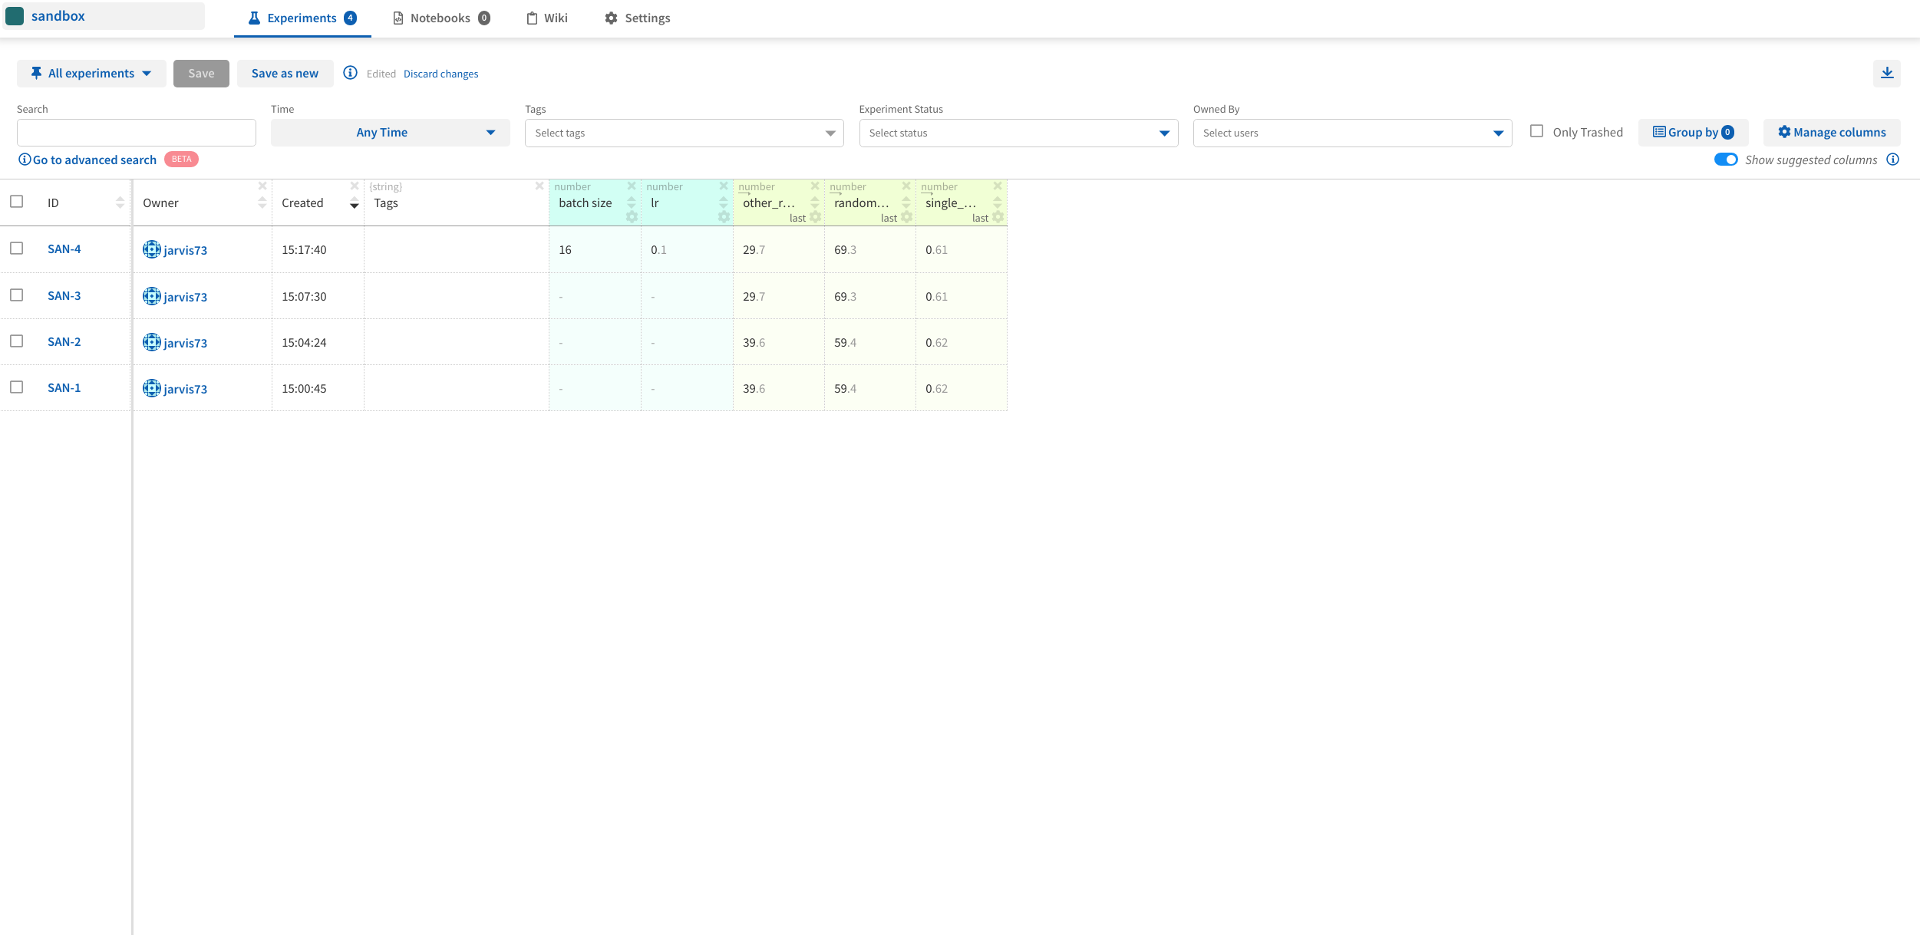 sandbox
Experiments 4
Notebooks 0
Wiki
Settings
All experiments
Save
Save as new
Edited
Discard changes
Search
Time
Tags
Experiment Status
Owned By
Any Time
Select tags
Select status
Select users
Only Trashed
Group by 0
Manage columns
Go to advanced search BETA
Show suggested columns
{string}
number
number
number
number
number
ID
Owner
Created
Tags
batch size
lr
other_r...
random...
single_...
last
last
last
SAN-4 jarvis73 15:17:40 16 0.1 29.7 69.3 0.61
SAN-3 jarvis73 15:07:30 - - 29.7 69.3 0.61
SAN-2 jarvis73 15:04:24 - - 39.6 59.4 0.62
SAN-1 jarvis73 15:00:45 - - 39.6 59.4 0.62